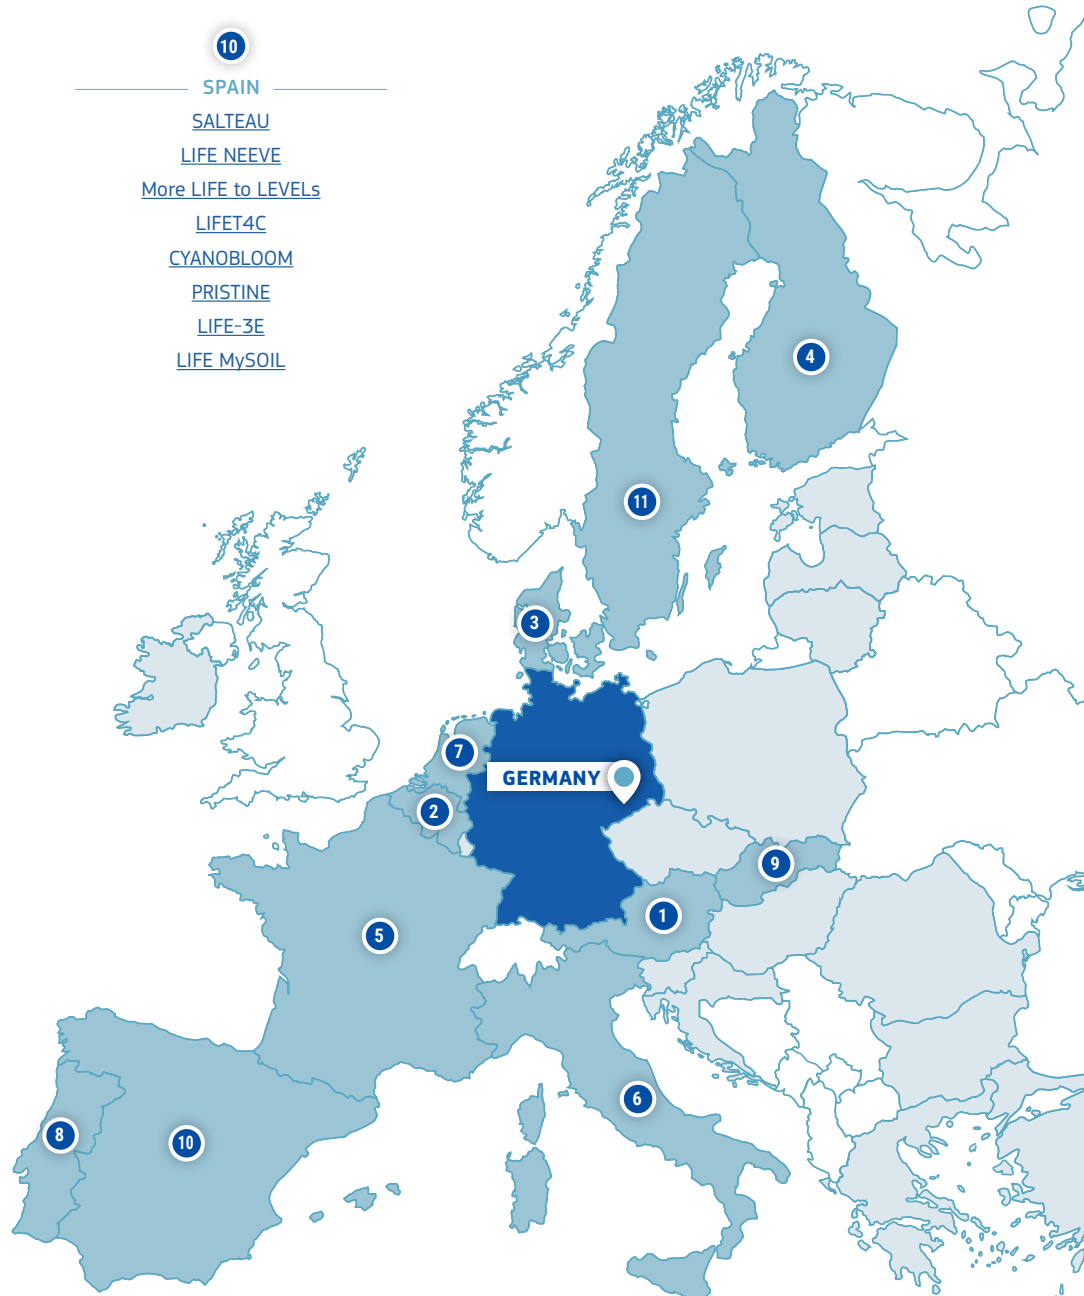 10
SPAIN
SALTEAU
LIFE NEEVE
More LIFE to LEVELs
LIFET4C
CYANOBLOOM
PRISTINE
LIFE-3E
LIFE MySOIL
4
11
3
7
GERMANY
2
9
1
5
6
8
10